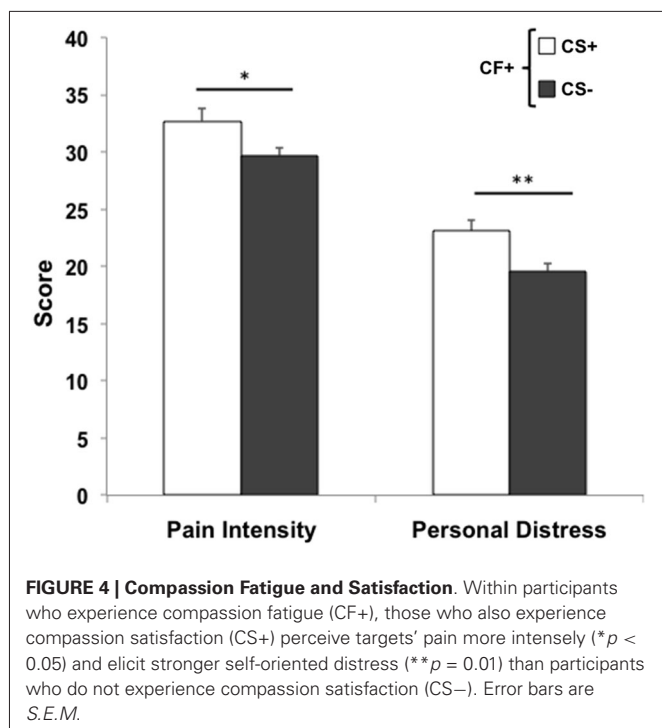 40
35
30
25
20
15
10
5
0
Score
*
**
CF+
CS+
CS-
Pain Intensity
Personal Distress
FIGURE 4 | Compassion Fatigue and Satisfaction. Within participants
who experience compassion fatigue (CF+), those who also experience
compassion satisfaction (CS+) perceive targets' pain more intensely (*p <
0.05) and elicit stronger self-oriented distress (**p = 0.01) than participants
who do not experience compassion satisfaction (CS−). Error bars are
S.E.M.